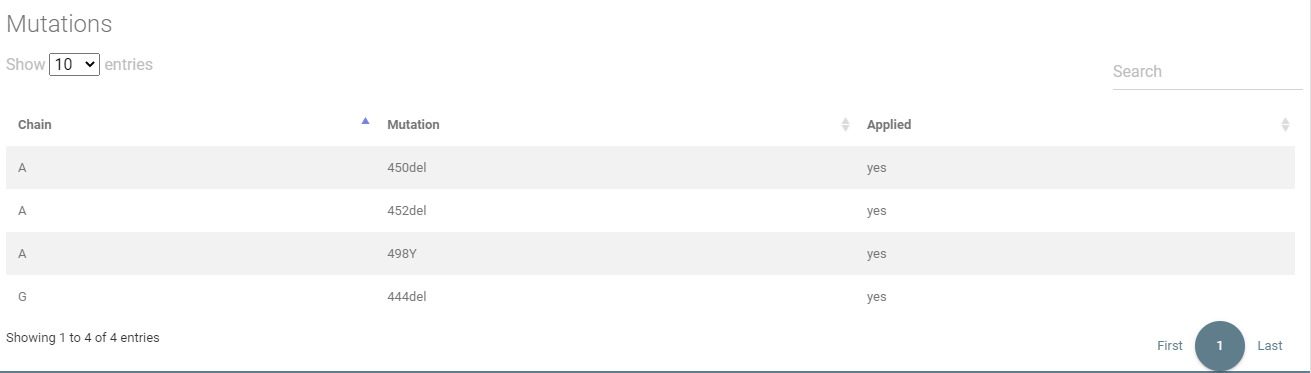 Mutations
Show 10 entries
Search
Chain Mutation Applied
A 450del yes
A 452del yes
A 498Y yes
G 444del yes
Showing 1 to 4 of 4 entries
First 1 Last